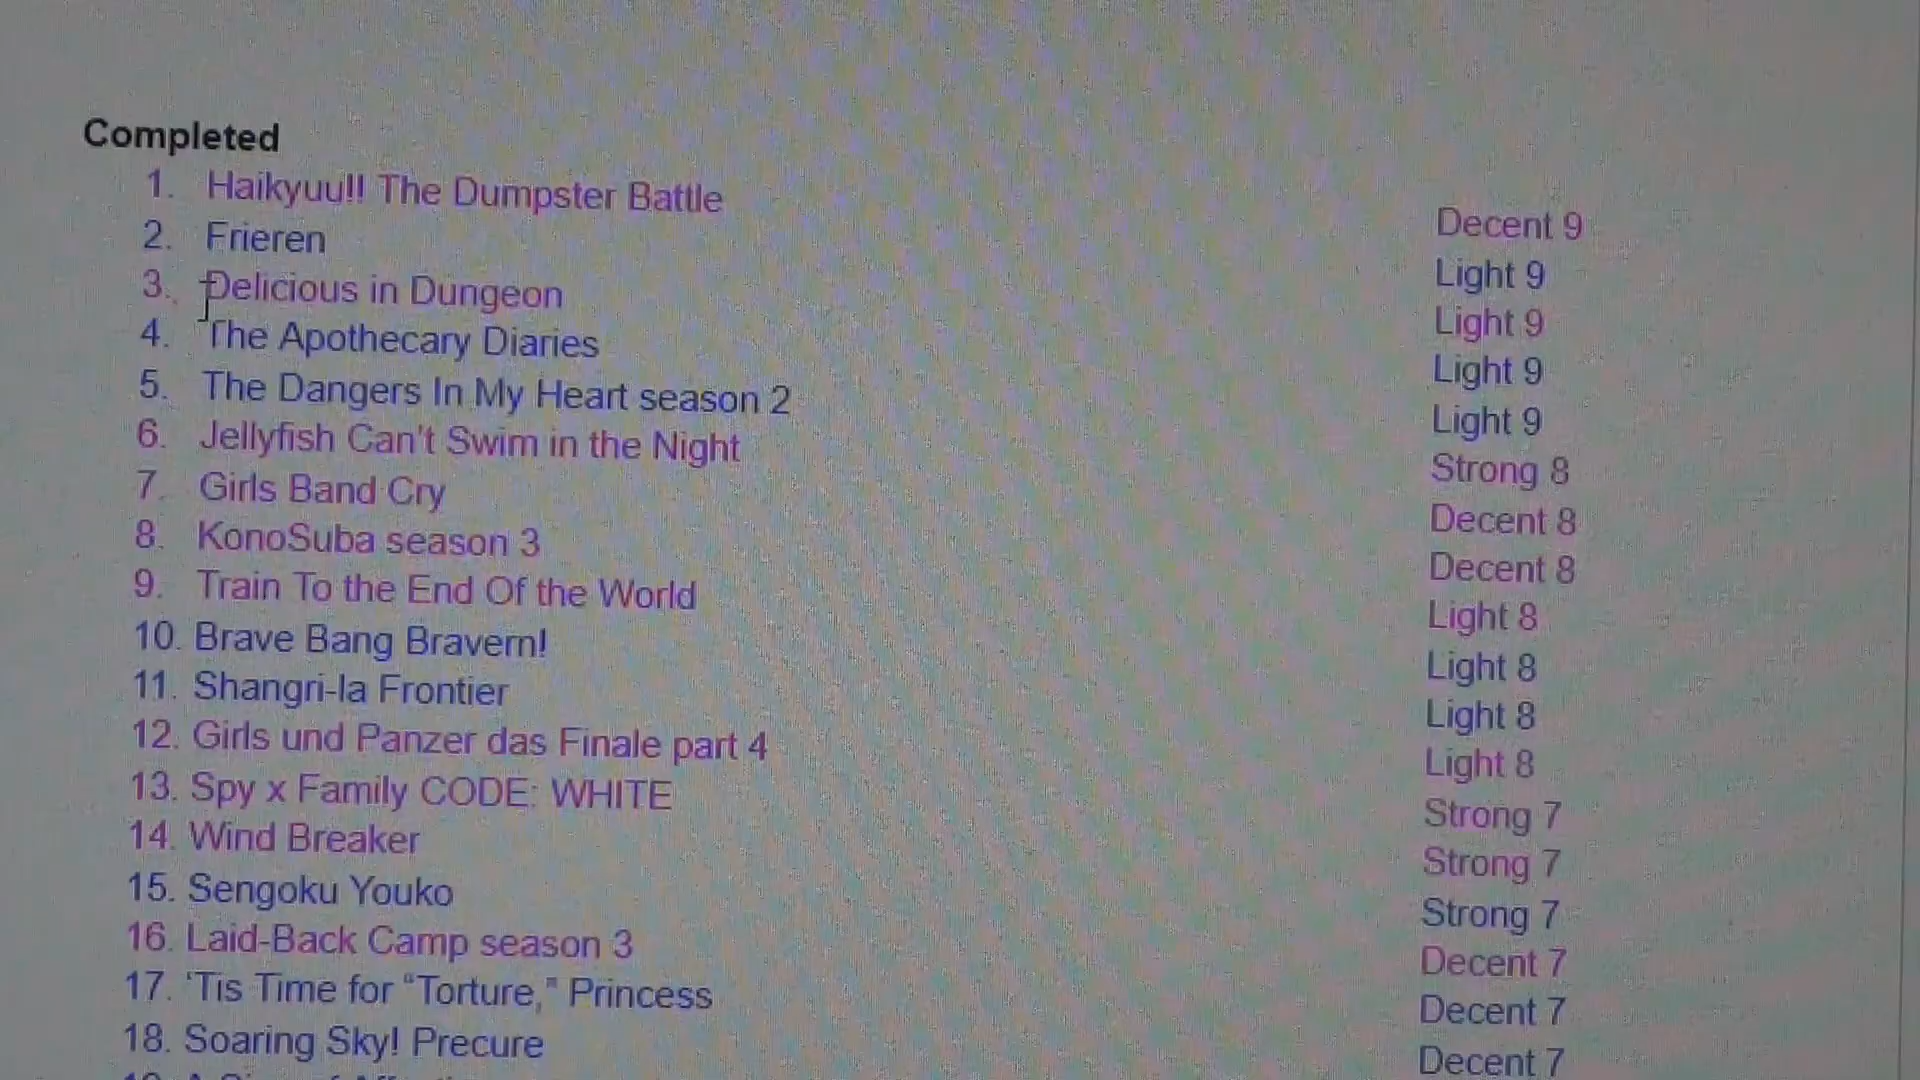 Completed
1. Haikyuu!! The Dumpster Battle Decent 9
2. Frieren Light 9
3. Delicious in Dungeon Light 9
4. The Apothecary Diaries Light 9
5. The Dangers In My Heart season 2 Light 9
6. Jellyfish Can't Swim in the Night Strong 8
7. Girls Band Cry Decent 8
8. KonoSuba season 3 Decent 8
9. Train To the End Of the World Light 8
10. Brave Bang Bravern! Light 8
11. Shangri-la Frontier Light 8
12. Girls und Panzer das Finale part 4 Light 8
13. Spy x Family CODE: WHITE Strong 7
14. Wind Breaker Strong 7
15. Sengoku Youko Strong 7
16. Laid-Back Camp season 3 Decent 7
17. ‘Tis Time for “Torture,” Princess Decent 7
18. Soaring Sky! Precure Decent 7